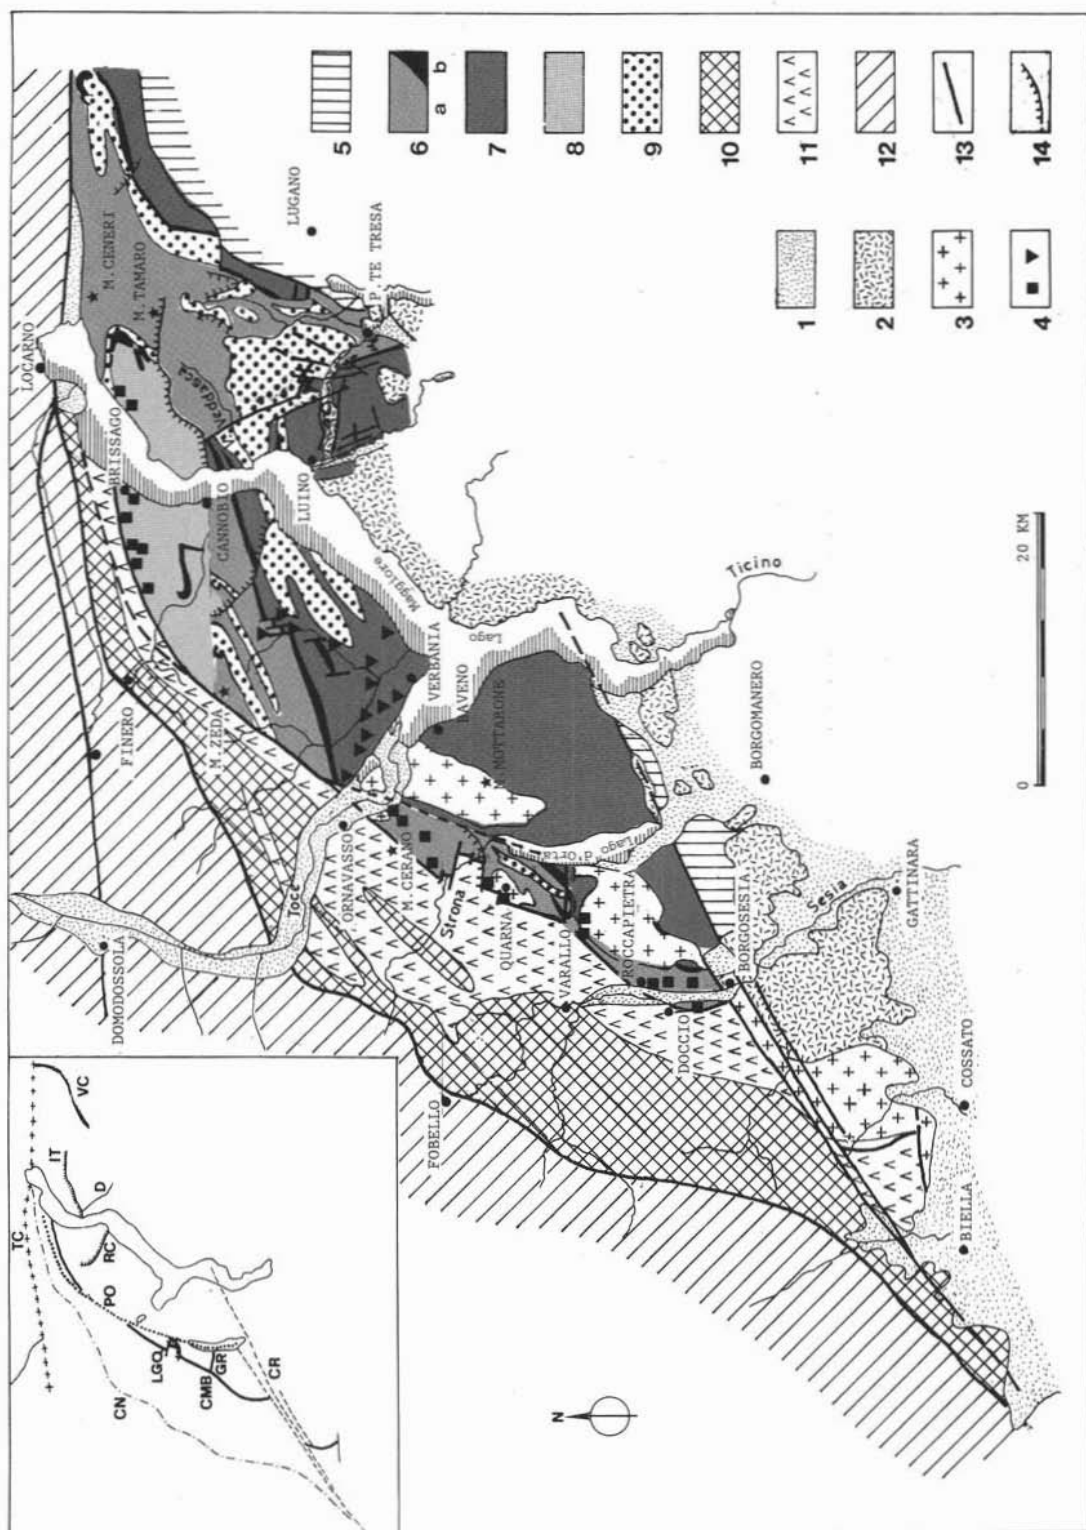 LOCARNO
M. CENERI
M. TAMARO
BRISSAGO
Veddasca
LUGANO
P.TE TRESA
CANNOBIO
LUINO
FINERO
M. ZEDA
Lago
Maggiore
VERBANIA
BAVENO
MOTTARONE
Ticino
DOMODOSSOLA
Toce
ORNAVASSO
M. CERANO
Strona
QUARNA
Lago
d'Orta
BORGOMANERO
VARALLO
ROCCAPIETRA
BORGOSESIA
Sesia
GATTINARA
FOBELLO
DOCCIO
COSSATO
BIELLA
TC
VC
IT
D
RC
PO
LGO
CN
CMB
GR
CR
N
0
20 KM
1
2
3
4
5
6
a
b
7
8
9
10
11
12
13
14